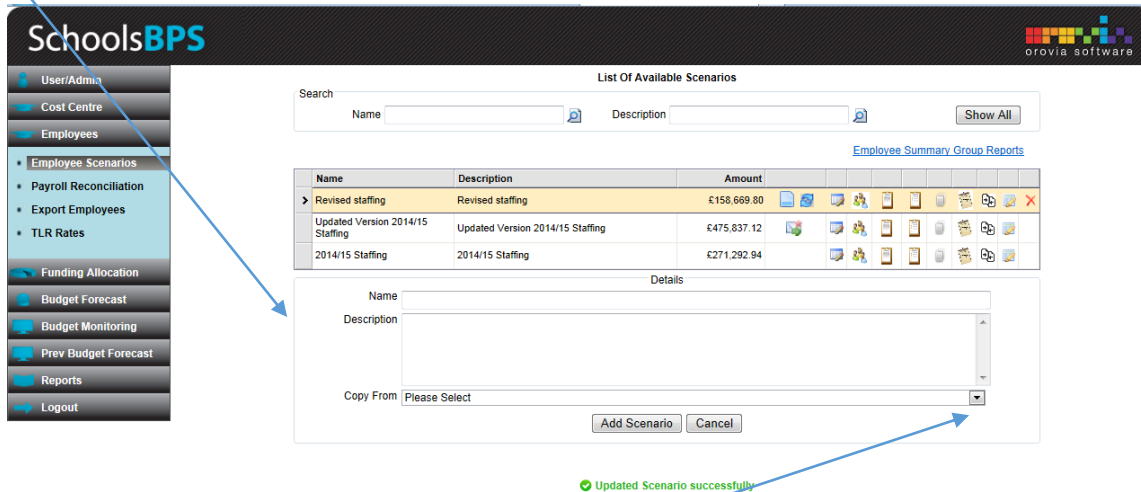 SchoolsBPS
orovia software
User/Admin
Cost Centre
Employees
Employee Scenarios
Payroll Reconciliation
Export Employees
TLR Rates
Funding Allocation
Budget Forecast
Budget Monitoring
Prev Budget Forecast
Reports
Logout
List Of Available Scenarios
Search
Name Description Show All
Employee Summary Group Reports
Name Description Amount
Revised staffing Revised staffing £158,669.80
Updated Version 2014/15
Staffing Updated Version 2014/15 Staffing £475,837.12
2014/15 Staffing 2014/15 Staffing £271,292.94
Details
Name
Description
Copy From Please Select
Add Scenario Cancel
Updated Scenario successfully